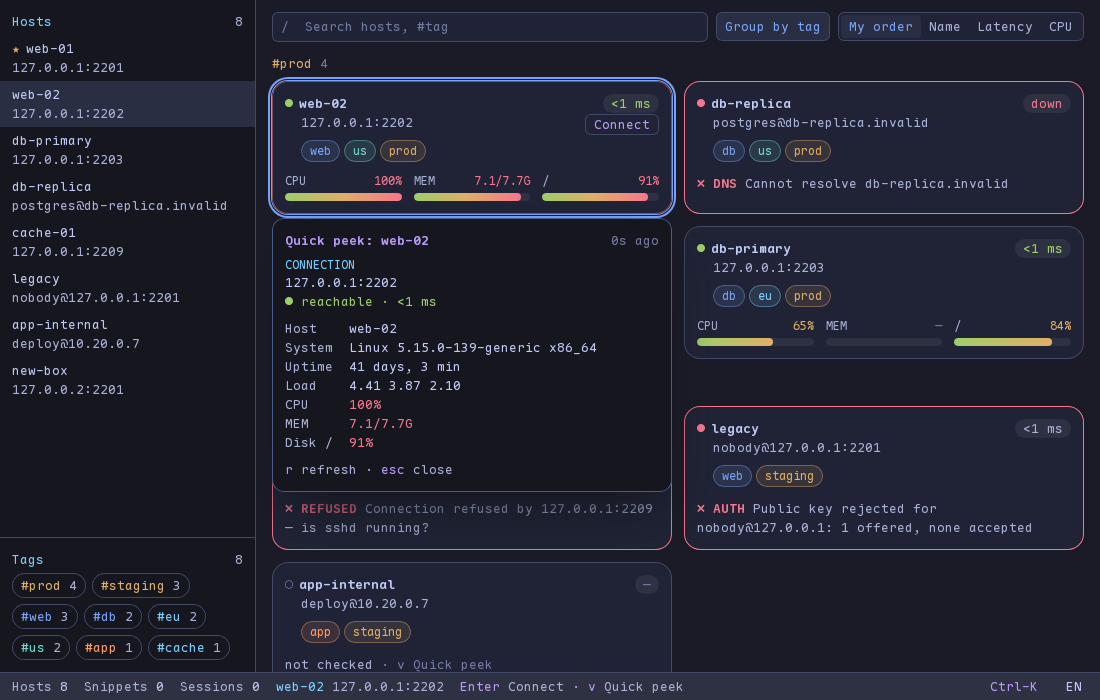 Hosts 8
★ web-01
127.0.0.1:2201
web-02
127.0.0.1:2202
db-primary
127.0.0.1:2203
db-replica
postgres@db-replica.invalid
cache-01
127.0.0.1:2209
legacy
nobody@127.0.0.1:2201
app-internal
deploy@10.20.0.7
new-box
127.0.0.2:2201
Tags 8
#prod 4 #staging 3
#web 3 #db 2 #eu 2
#us 2 #app 1 #cache 1
/ Search hosts, #tag
Group by tag
My order Name Latency CPU
#prod 4
web-02 <1 ms
127.0.0.1:2202 Connect
web us prod
CPU 100% MEM 7.1/7.7G / 91%
db-replica down
postgres@db-replica.invalid
db us prod
× DNS Cannot resolve db-replica.invalid
Quick peek: web-02 0s ago
CONNECTION
127.0.0.1:2202
reachable · <1 ms
Host web-02
System Linux 5.15.0-139-generic x86_64
Uptime 41 days, 3 min
Load 4.41 3.87 2.10
CPU 100%
MEM 7.1/7.7G
Disk / 91%
r refresh · esc close
db-primary <1 ms
127.0.0.1:2203
db eu prod
CPU 65% MEM — / 84%
× REFUSED Connection refused by 127.0.0.1:2209
— is sshd running?
legacy <1 ms
nobody@127.0.0.1:2201
web staging
× AUTH Public key rejected for
nobody@127.0.0.1: 1 offered, none accepted
app-internal —
deploy@10.20.0.7
app staging
not checked · v Quick peek
Hosts 8 Snippets 0 Sessions 0 web-02 127.0.0.1:2202 Enter Connect · v Quick peek Ctrl-K EN